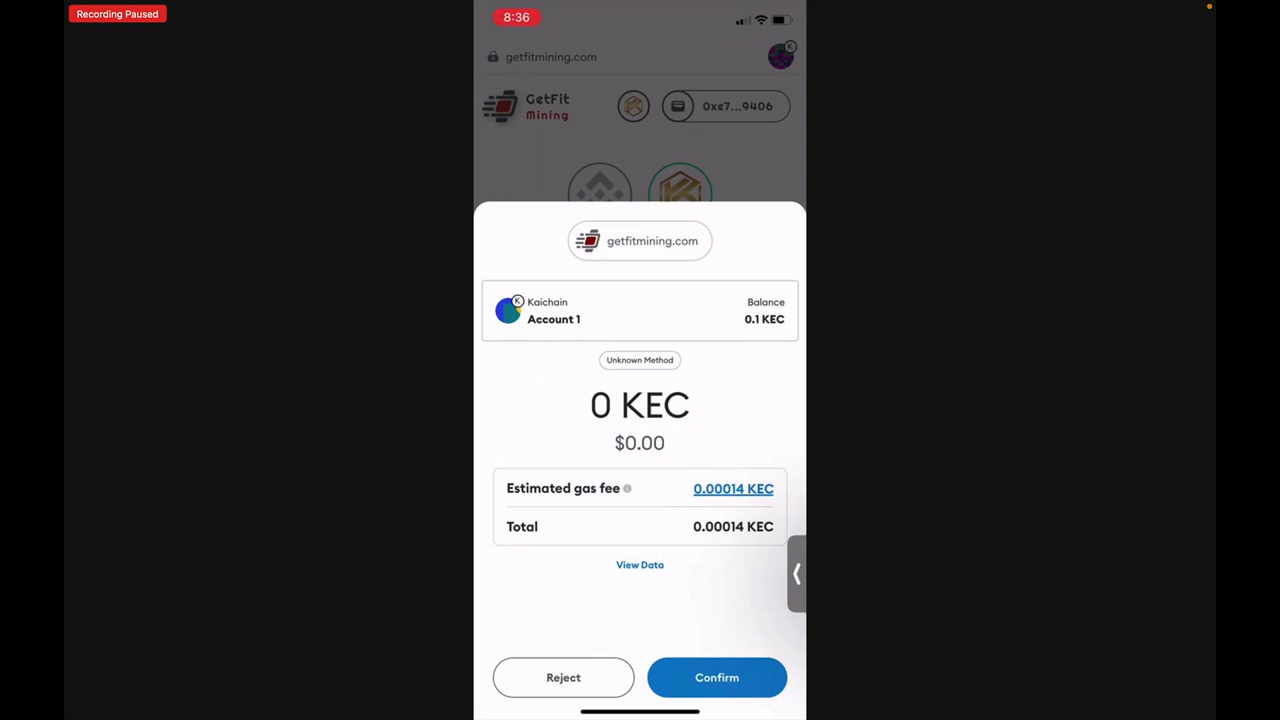 Recording Paused
8:36
getfitmining.com
K
GetFit
Mining
0xe7...9406
getfitmining.com
K
Kaichain
Balance
Account 1
0.1 KEC
Unknown Method
0 KEC
$0.00
Estimated gas fee
0.00014 KEC
Total
0.00014 KEC
View Data
Reject
Confirm